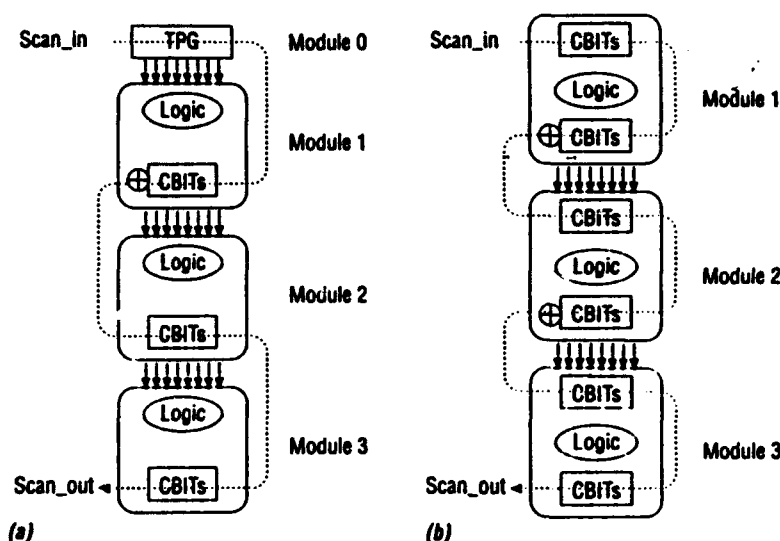 Scan_in
TPG
Module 0
Logic
Module 1
CBITs
Logic
Module 2
CBITs
Logic
Module 3
Scan_out
CBITs
(a)
Scan_in
CBITs
Logic
Module 1
CBITs
CBITs
Logic
Module 2
CBITs
CBITs
Logic
Module 3
Scan_out
CBITs
(b)